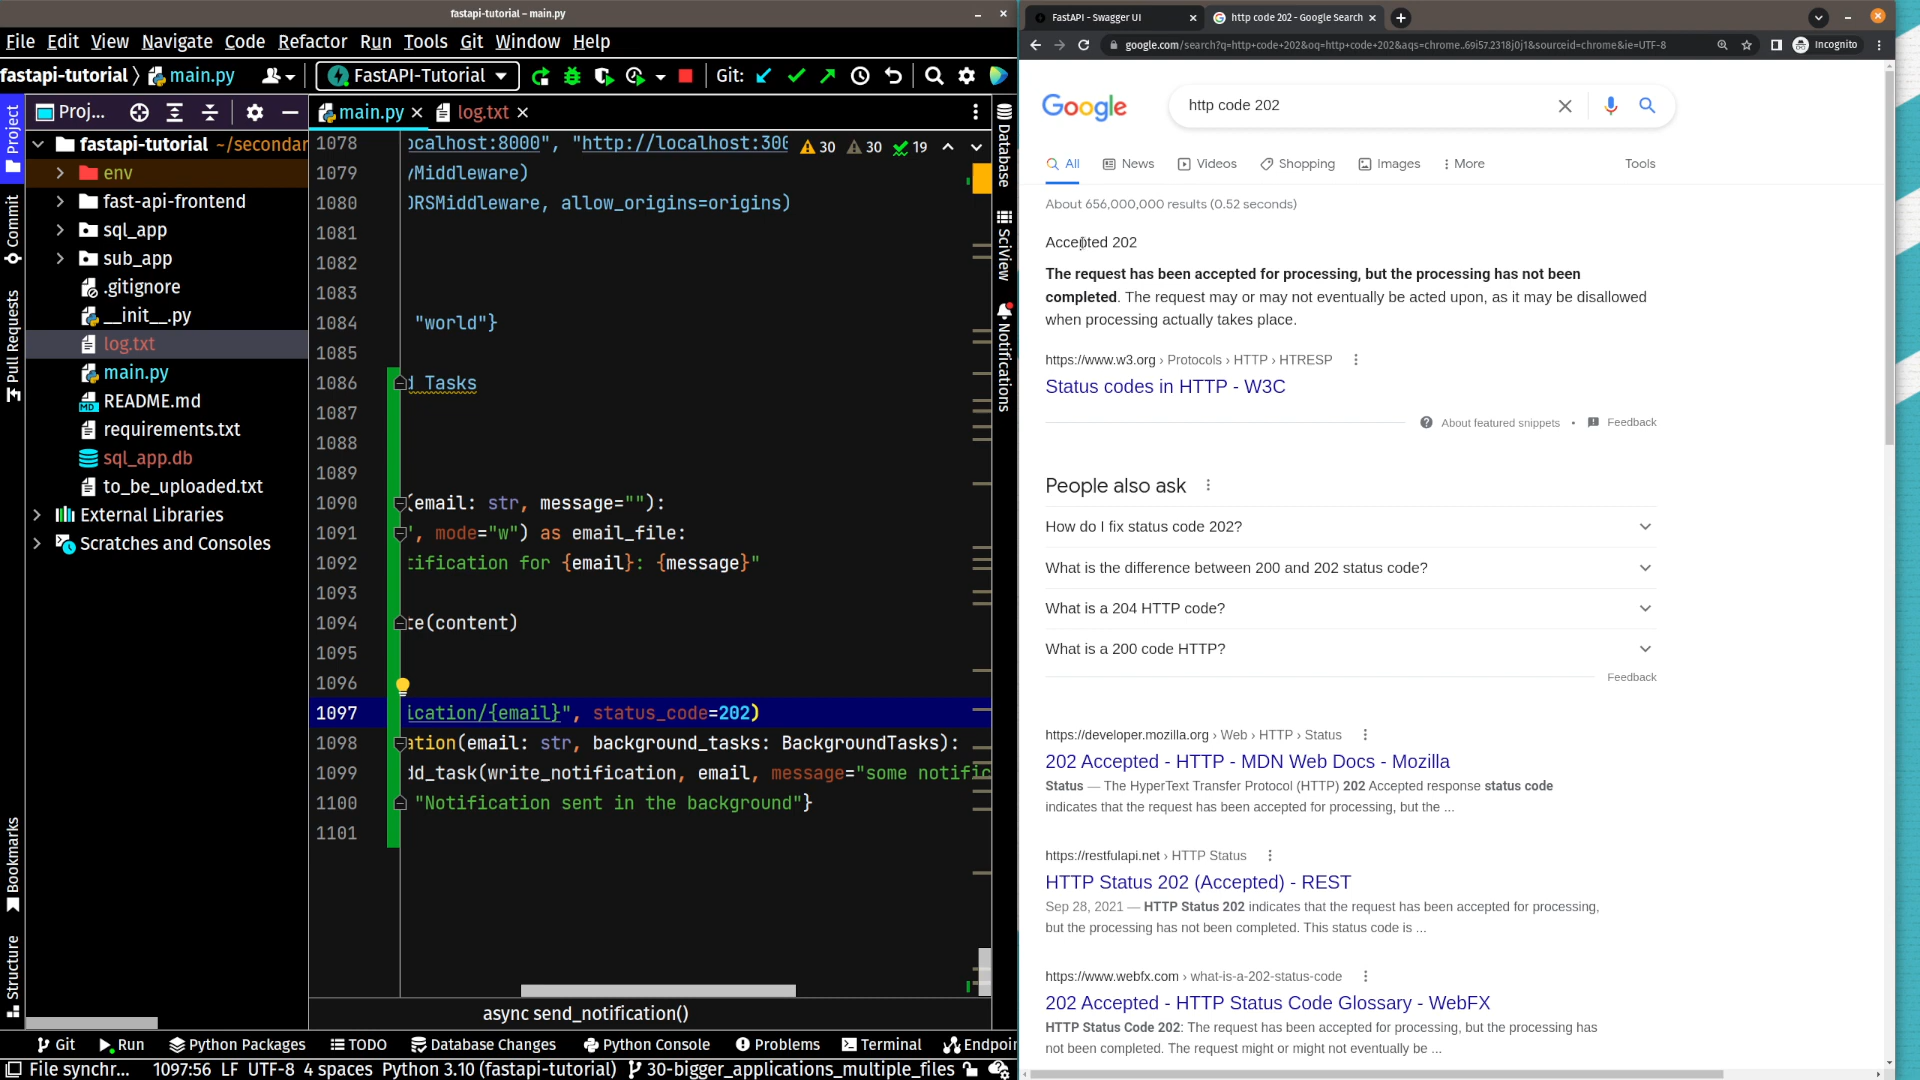 fastapi-tutorial – main.py
File Edit View Navigate Code Refactor Run Tools Git Window Help
fastapi-tutorial main.py FastAPI-Tutorial Git:
Project
Commit
Pull Requests
Bookmarks
Structure
Proj...
fastapi-tutorial ~/secondar
env
fast-api-frontend
sql_app
sub_app
.gitignore
__init__.py
log.txt
main.py
README.md
requirements.txt
sql_app.db
to_be_uploaded.txt
External Libraries
Scratches and Consoles
main.py log.txt
30 30 19
1078 ocalhost:8000", "http://localhost:300
1079 yMiddleware)
1080 ORSMiddleware, allow_origins=origins)
1081
1082
1083
1084 "world"}
1085
1086 d Tasks
1087
1088
1089
1090 (email: str, message=""):
1091 ", mode="w") as email_file:
1092 tification for {email}: {message}"
1093
1094 te(content)
1095
1096
1097 ication/{email}", status_code=202)
1098 ation(email: str, background_tasks: BackgroundTasks):
1099 dd_task(write_notification, email, message="some notific
1100 "Notification sent in the background"}
1101
async send_notification()
Database
SciView
Notifications
Git Run Python Packages TODO Database Changes Python Console Problems Terminal Endpoin
File synchr... 1097:56 LF UTF-8 4 spaces Python 3.10 (fastapi-tutorial) 30-bigger_applications_multiple_files
FastAPI - Swagger UI
http code 202 - Google Search
google.com/search?q=http+code+202&oq=http+code+202&aqs=chrome..69i57.2318j0j1&sourceid=chrome&ie=UTF-8
Incognito
Google
http code 202
All News Videos Shopping Images More Tools
About 656,000,000 results (0.52 seconds)
Accepted 202
The request has been accepted for processing, but the processing has not been
completed. The request may or may not eventually be acted upon, as it may be disallowed
when processing actually takes place.
https://www.w3.org › Protocols › HTTP › HTRESP
Status codes in HTTP - W3C
About featured snippets • Feedback
People also ask
How do I fix status code 202?
What is the difference between 200 and 202 status code?
What is a 204 HTTP code?
What is a 200 code HTTP?
Feedback
https://developer.mozilla.org › Web › HTTP › Status
202 Accepted - HTTP - MDN Web Docs - Mozilla
Status — The HyperText Transfer Protocol (HTTP) 202 Accepted response status code
indicates that the request has been accepted for processing, but the ...
https://restfulapi.net › HTTP Status
HTTP Status 202 (Accepted) - REST
Sep 28, 2021 — HTTP Status 202 indicates that the request has been accepted for processing,
but the processing has not been completed. This status code is ...
https://www.webfx.com › what-is-a-202-status-code
202 Accepted - HTTP Status Code Glossary - WebFX
HTTP Status Code 202: The request has been accepted for processing, but the processing has
not been completed. The request might or might not eventually be ...